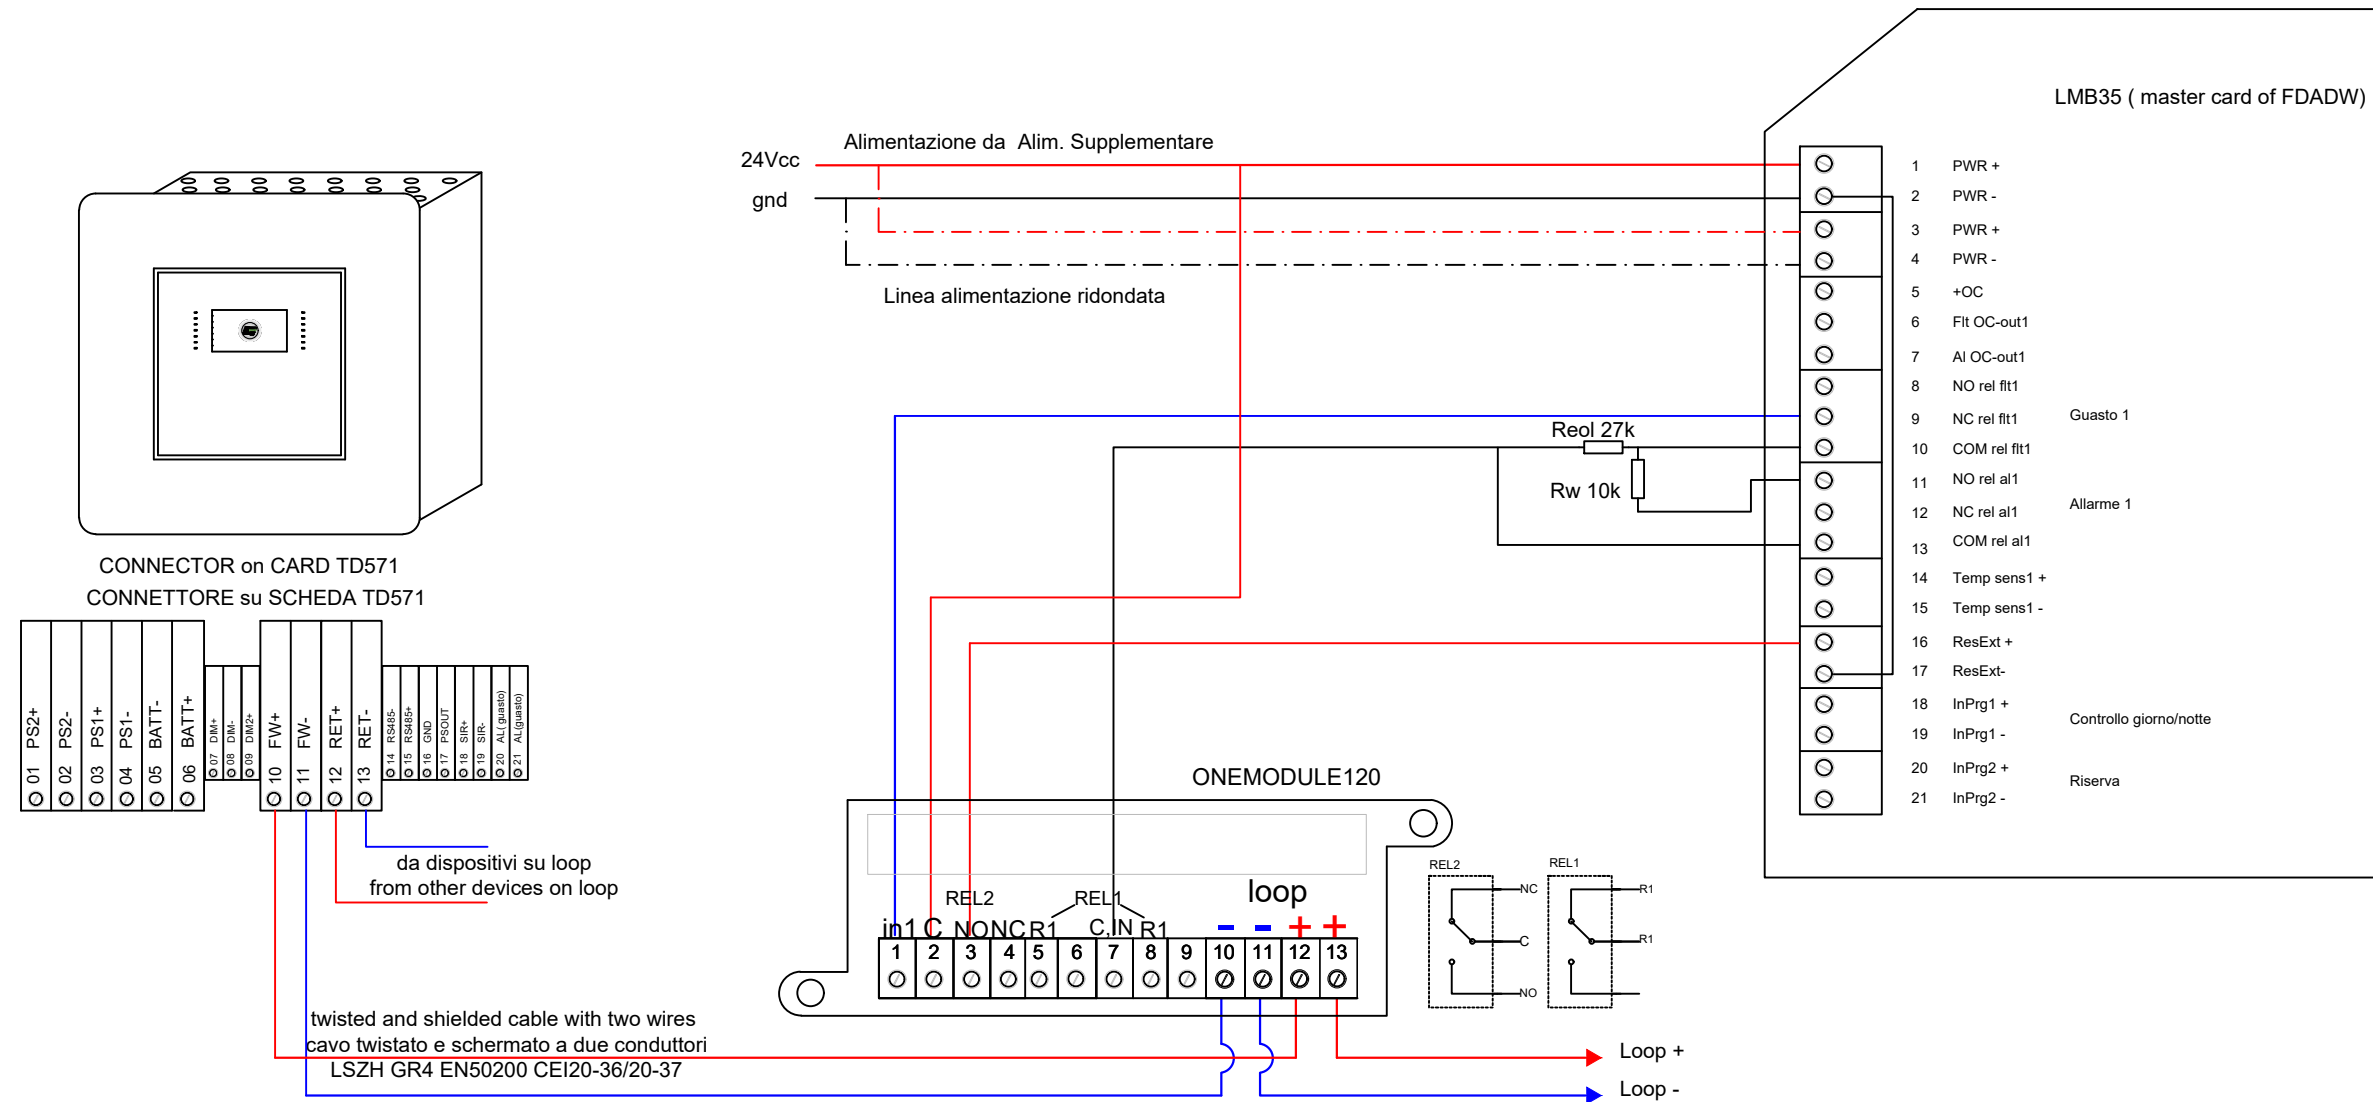 LMB35 ( master card of FDADW)
Alimentazione da  Alim. Supplementare
24Vcc
gnd
Linea alimentazione ridondata
1 PWR +
2 PWR -
3 PWR +
4 PWR -
5 +OC
6 Flt OC-out1
7 Al OC-out1
8 NO rel flt1
9 NC rel flt1
Guasto 1
10 COM rel flt1
11 NO rel al1
12 NC rel al1
Allarme 1
13 COM rel al1
14 Temp sens1 +
15 Temp sens1 -
16 ResExt +
17 ResExt-
18 InPrg1 +
Controllo giorno/notte
19 InPrg1 -
20 InPrg2 +
Riserva
21 InPrg2 -
Reol 27k
Rw 10k
CONNECTOR on CARD TD571
CONNETTORE su SCHEDA TD571
01 PS2+
02 PS2-
03 PS1+
04 PS1-
05 BATT-
06 BATT+
07 DIM+
08 DIM-
09 DIM2+
10 FW+
11 FW-
12 RET+
13 RET-
14 RS485-
15 RS485+
16 GND
17 PSOUT
18 SIR+
19 SIR-
20 AL( guasto)
21 AL(guasto)
da dispositivi su loop
from other devices on loop
ONEMODULE120
loop
REL2 REL1
in1 C NO NC R1 C,IN R1 - - + +
1 2 3 4 5 6 7 8 9 10 11 12 13
REL2
NC
C
NO
REL1
R1
R1
twisted and shielded cable with two wires
cavo twistato e schermato a due conduttori
LSZH GR4 EN50200 CEI20-36/20-37
Loop +
Loop -